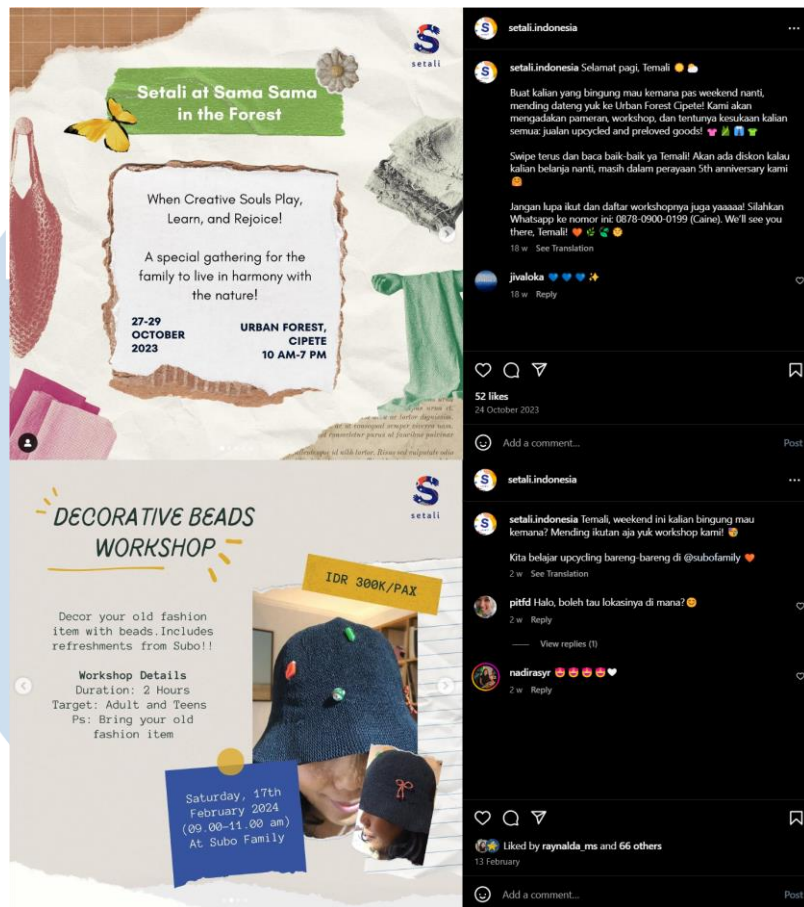 setali
Setali at Sama Sama
in the Forest
When Creative Souls Play,
Learn, and Rejoice!
A special gathering for the
family to live in harmony with
the nature!
27-29
OCTOBER
2023
URBAN FOREST,
CIPETE
10 AM-7 PM
setali.indonesia
setali.indonesia Selamat pagi, Temali
Buat kalian yang bingung mau kemana pas weekend nanti,
mending dateng yuk ke Urban Forest Cipete! Kami akan
mengadakan pameran, workshop, dan tentunya kesukaan kalian
semua: jualan upcycled and preloved goods!
Swipe terus dan baca baik-baik ya Temali! Akan ada diskon kalau
kalian belanja nanti, masih dalam perayaan 5th anniversary kami
Jangan lupa ikut dan daftar workshopnya juga yaaaaa! Silahkan
Whatsapp ke nomor ini: 0878-0900-0199 (Caine). We'll see you
there, Temali!
18 w See Translation
jivaloka 💙💙💙✨
18 w Reply
52 likes
24 October 2023
Add a comment...
Post
setali
DECORATIVE BEADS
WORKSHOP
IDR 300K/PAX
Decor your old fashion
item with beads.Includes
refreshments from Subo!!
Workshop Details
Duration: 2 Hours
Target: Adult and Teens
Ps: Bring your old
fashion item
Saturday, 17th
February 2024
(09.00-11.00 am)
At Subo Family
setali.indonesia
setali.indonesia Temali, weekend ini kalian bingung mau
kemana? Mending ikutan aja yuk workshop kami!
Kita belajar upcycling bareng-bareng di @subofamily
2 w See Translation
pitfd Halo, boleh tau lokasinya di mana?
2 w Reply
View replies (1)
nadirasyr
2 w Reply
Liked by raynalda_ms and 66 others
13 February
Add a comment...
Post